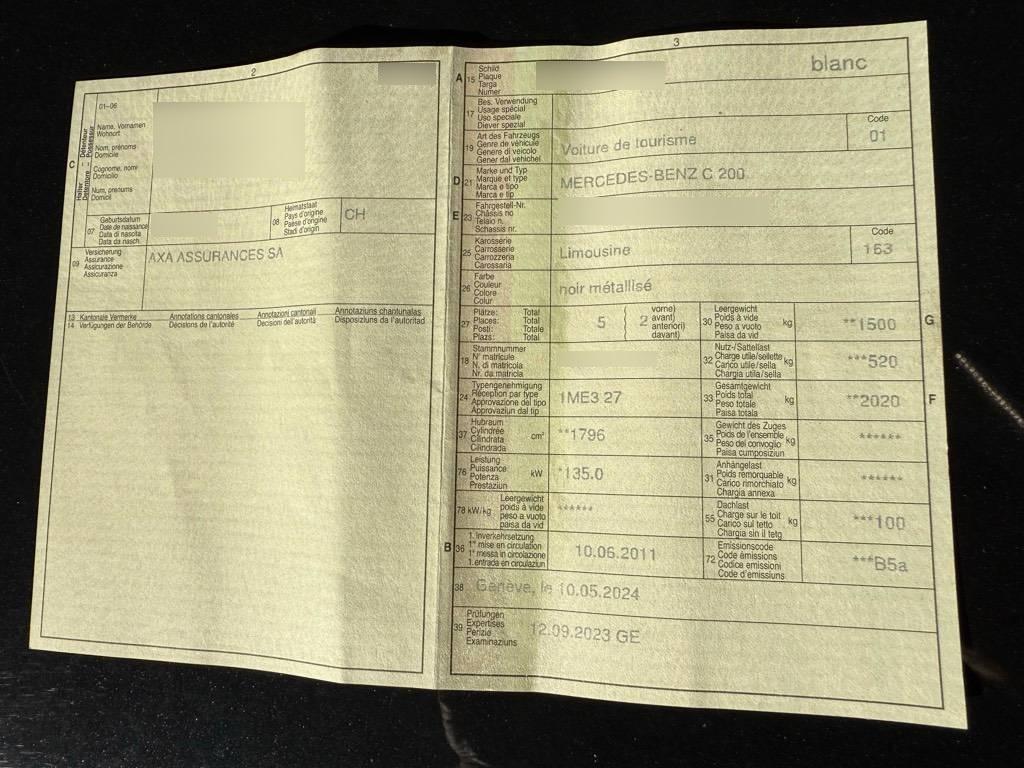 2
C
Halter – Détenteur
Detentore – Possessur
01–06
Name, Vornamen
Wohnort
Nom, prénoms
Domicile
Cognome, nomi
Domicilio
Num, prenums
Domicil
07
Geburtsdatum
Date de naissance
Data di nascita
Data da nasch.
08
Heimatstaat
Pays d'origine
Paese d'origine
Stadi d'origin
CH
09
Versicherung
Assurance
Assicurazione
Assicuranza
AXA ASSURANCES SA
13 Kantonale Vermerke Annotations cantonales Annotazioni cantonali Annotaziuns chantunalas
14 Verfügungen der Behörde Décisions de l'autorité Decisioni dell'autorità Disposiziuns da l'autoritad
3
A
15
Schild
Plaque
Targa
Numer
blanc
17
Bes. Verwendung
Usage spécial
Uso speciale
Diever spezial
19
Art des Fahrzeugs
Genre de véhicule
Genere di veicolo
Gener dal vehichel
Voiture de tourisme
Code
01
D
21
Marke und Typ
Marque et type
Marca e tipo
Marca e tip
MERCEDES-BENZ C 200
E
23
Fahrgestell-Nr.
Châssis no
Telaio n.
Schassis nr.
25
Karosserie
Carrosserie
Carrozzeria
Carossaria
Limousine
Code
163
26
Farbe
Couleur
Colore
Colur
noir métallisé
27
Plätze: Total
Places: Total
Posti: Totale
Plazs: Total
5
2
vorne)
avant)
anteriori)
davant)
30
Leergewicht
Poids à vide
Peso a vuoto
Paisa da vid
kg
**1500
G
18
Stammnummer
N° matricule
N. di matricola
Nr. da matricla
32
Nutz-/Sattellast
Charge utile/sellette
Carico utile/sella
Chargia utila/sella
kg
***520
24
Typengenehmigung
Réception par type
Approvazione del tipo
Approvaziun dal tip
1ME3 27
33
Gesamtgewicht
Poids total
Peso totale
Paisa totala
kg
**2020
F
37
Hubraum
Cylindrée
Cilindrata
Cilindrada
cm³
**1796
35
Gewicht des Zuges
Poids de l'ensemble
Peso del convoglio
Paisa cumposiziun
kg
******
76
Leistung
Puissance
Potenza
Prestaziun
kW
*135.0
31
Anhängelast
Poids remorquable
Carico rimorchiato
Chargia annexa
kg
******
78 kW/kg
Leergewicht
poids à vide
peso a vuoto
paisa da vid
******
55
Dachlast
Charge sur le toit
Carico sul tetto
Chargia sin il tetg
kg
***100
B
36
1. Inverkehrsetzung
1re mise en circulation
1a messa in circolazione
1. entrada en circulaziun
10.06.2011
72
Emissionscode
Code émissions
Codice emissioni
Code d'emissiuns
***B5a
38
Genève, le 10.05.2024
39
Prüfungen
Expertises
Perizie
Examinaziuns
12.09.2023 GE